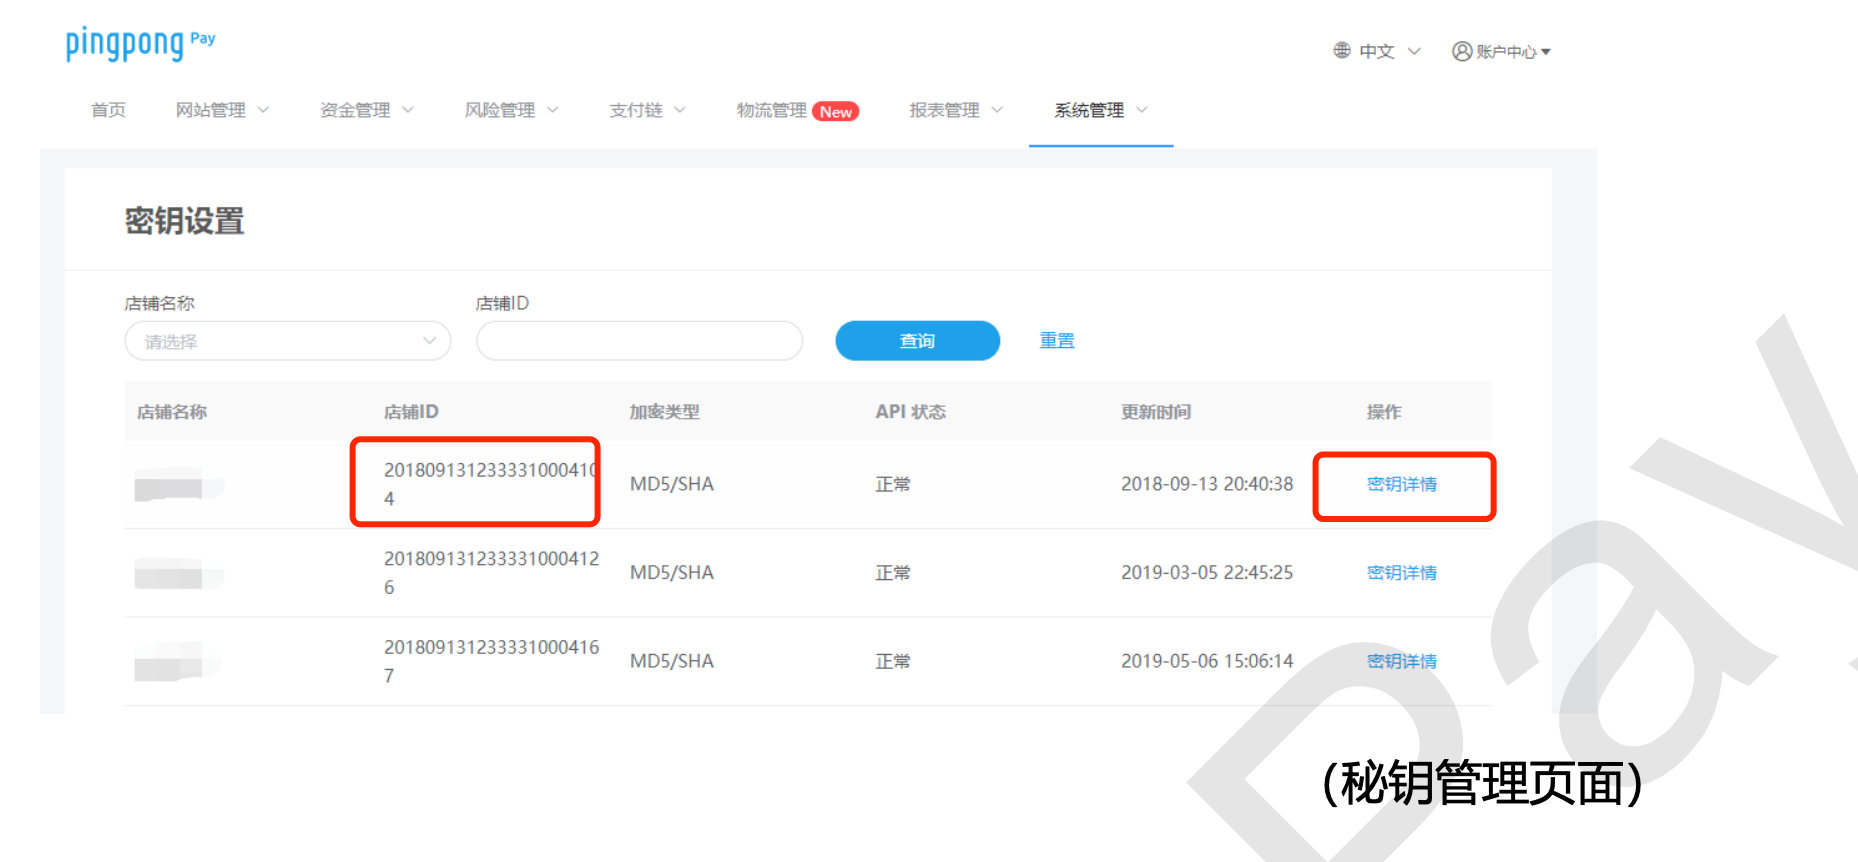 pingpong Pay
中文 账户中心
首页 网站管理 资金管理 风险管理 支付链 物流管理 New 报表管理 系统管理
密钥设置
店铺名称 店铺ID
请选择 查询 重置
店铺名称 店铺ID 加密类型 API 状态 更新时间 操作
201809131233331000410
4
MD5/SHA 正常 2018-09-13 20:40:38 密钥详情
201809131233331000412
6
MD5/SHA 正常 2019-03-05 22:45:25 密钥详情
201809131233331000416
7
MD5/SHA 正常 2019-05-06 15:06:14 密钥详情
(秘钥管理页面)
Pay